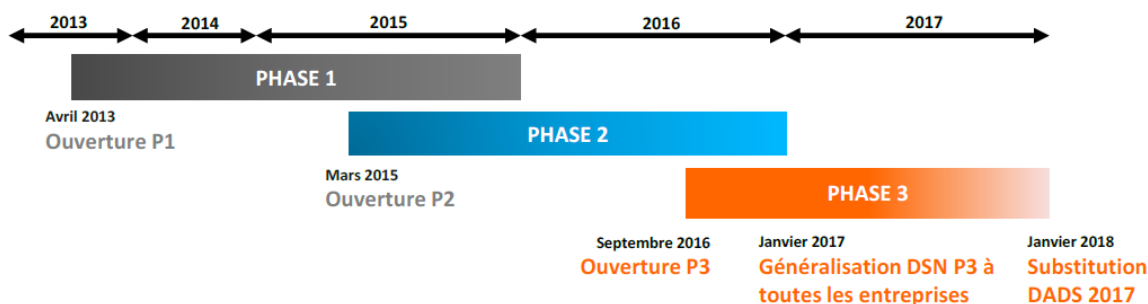 2013
2014
2015
2016
2017
PHASE 1
Avril 2013
Ouverture P1
PHASE 2
Mars 2015
Ouverture P2
PHASE 3
Septembre 2016
Ouverture P3
Janvier 2017
Généralisation DSN P3 à
toutes les entreprises
Janvier 2018
Substitution
DADS 2017